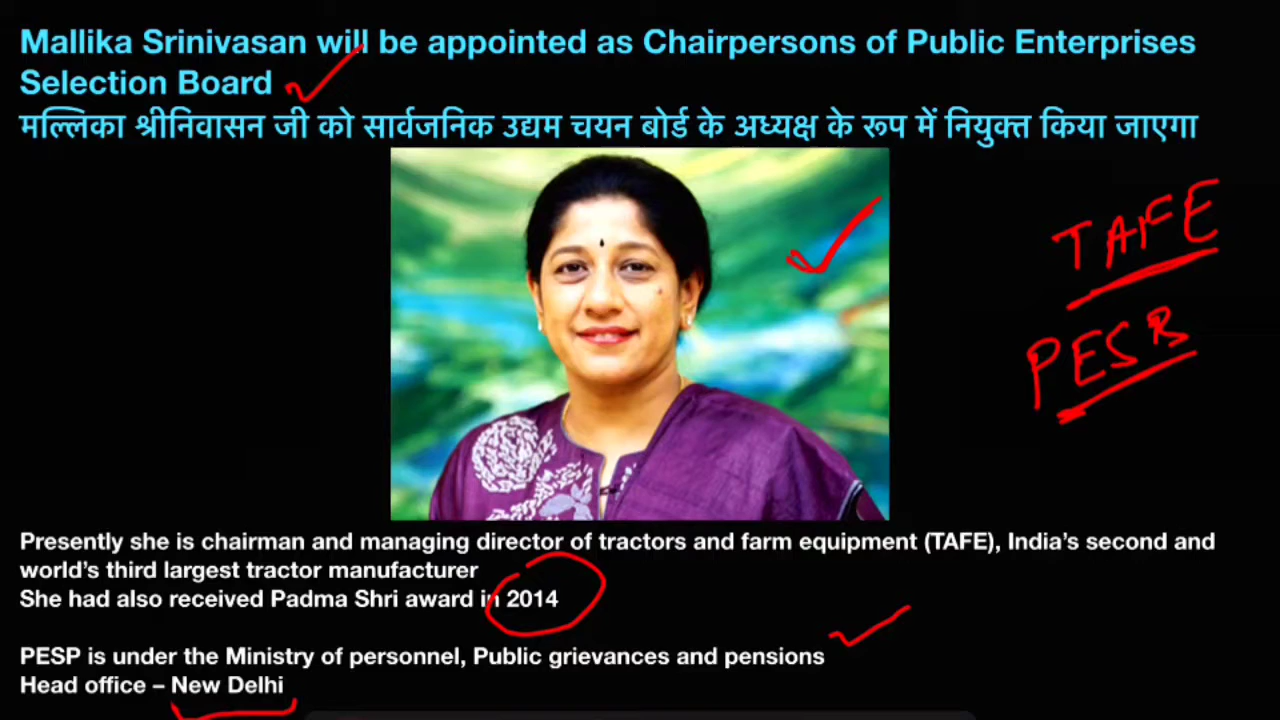 Mallika Srinivasan will be appointed as Chairpersons of Public Enterprises
Selection Board
मल्लिका श्रीनिवासन जी को सार्वजनिक उद्यम चयन बोर्ड के अध्यक्ष के रूप में नियुक्त किया जाएगा
TAFE
PESB
Presently she is chairman and managing director of tractors and farm equipment (TAFE), India's second and
world's third largest tractor manufacturer
She had also received Padma Shri award in 2014
PESP is under the Ministry of personnel, Public grievances and pensions
Head office – New Delhi